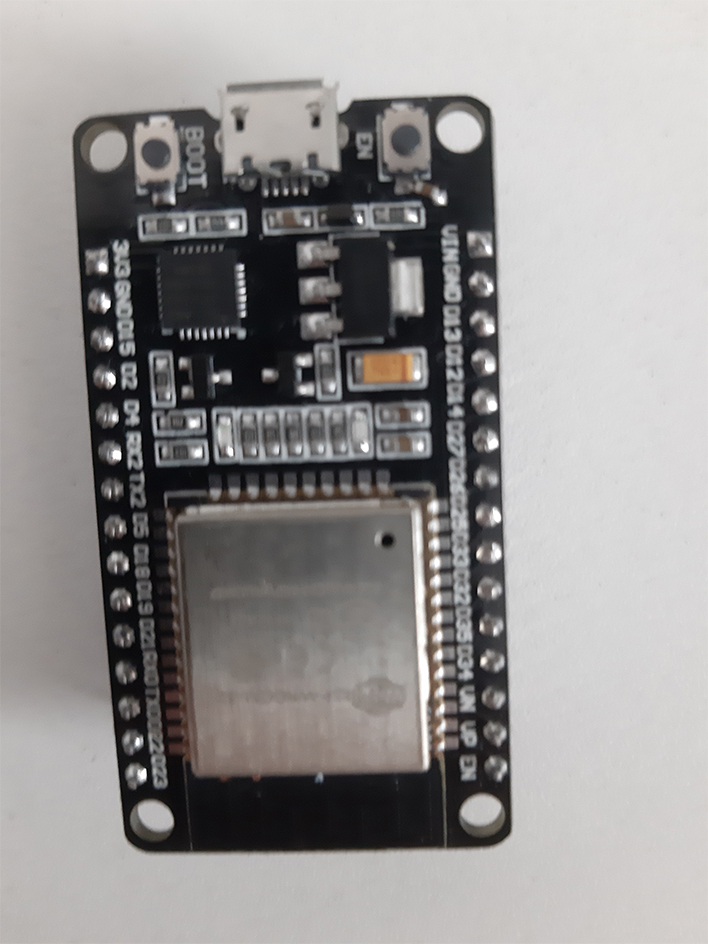 BOOT
EN
3V3 GND D15 D2 D4 RX2 TX2 D5 D18 D19 D21 RX0 TX0 D22 D23
VIN GND D13 D12 D14 D27 D26 D25 D33 D32 D35 D34 VN VP EN